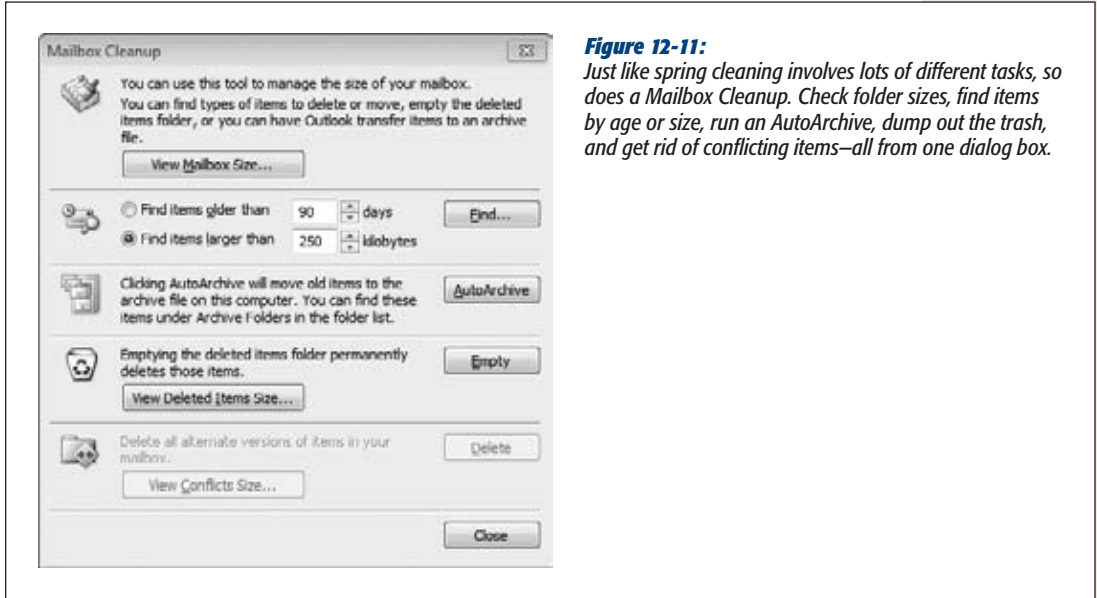 Mailbox Cleanup
You can use this tool to manage the size of your mailbox.
You can find types of items to delete or move, empty the deleted
items folder, or you can have Outlook transfer items to an archive
file.
View Mailbox Size...
Find items older than 90 days
Find...
Find items larger than 250 kilobytes
Clicking AutoArchive will move old items to the
archive file on this computer. You can find these
items under Archive Folders in the folder list.
AutoArchive
Emptying the deleted items folder permanently
deletes those items.
Empty
View Deleted Items Size...
Delete all alternate versions of items in your
mailbox.
Delete
View Conflicts Size...
Close
Figure 12-11:
Just like spring cleaning involves lots of different tasks, so
does a Mailbox Cleanup. Check folder sizes, find items
by age or size, run an AutoArchive, dump out the trash,
and get rid of conflicting items—all from one dialog box.